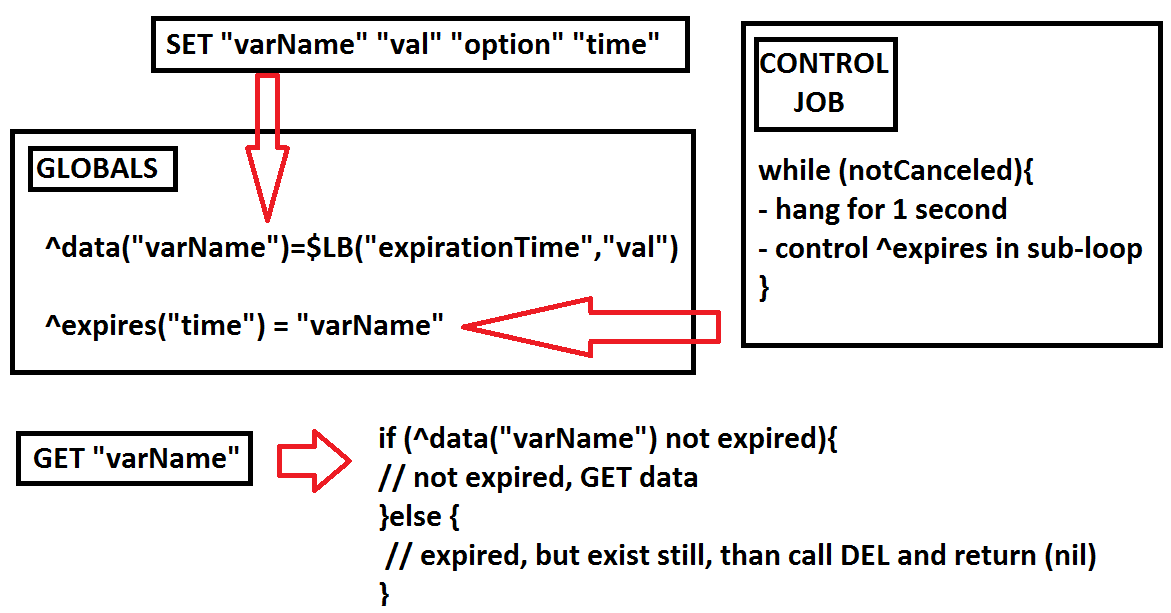 SET "varName" "val" "option" "time"
GLOBALS
^data("varName")=$LB("expirationTime","val")
^expires("time") = "varName"
CONTROL
JOB
while (notCanceled){
- hang for 1 second
- control ^expires in sub-loop
}
GET "varName"
if (^data("varName") not expired){
// not expired, GET data
}else {
// expired, but exist still, than call DEL and return (nil)
}